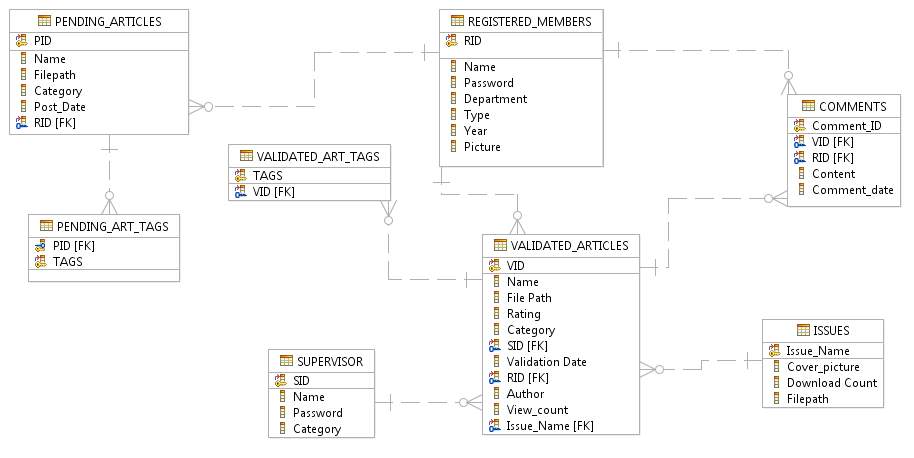 PENDING_ARTICLES
PID
Name
Filepath
Category
Post_Date
RID [FK]
REGISTERED_MEMBERS
RID
Name
Password
Department
Type
Year
Picture
COMMENTS
Comment_ID
VID [FK]
RID [FK]
Content
Comment_date
VALIDATED_ART_TAGS
TAGS
VID [FK]
PENDING_ART_TAGS
PID [FK]
TAGS
VALIDATED_ARTICLES
VID
Name
File Path
Rating
Category
SID [FK]
Validation Date
RID [FK]
Author
View_count
Issue_Name [FK]
ISSUES
Issue_Name
Cover_picture
Download Count
Filepath
SUPERVISOR
SID
Name
Password
Category